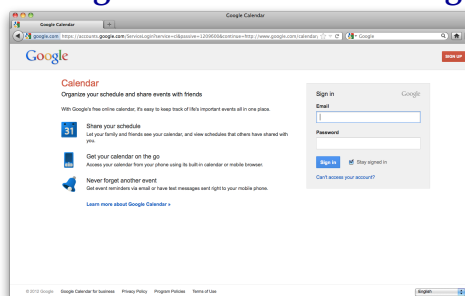 Google Calendar
Google Calendar
google.com https://accounts.google.com/ServiceLogin?service=cl&passive=1209600&continue=http://www.google.com/calendar/
Google
Google
SIGN UP
Calendar
Organize your schedule and share events with friends
With Google's free online calendar, it's easy to keep track of life's important events all in one place.
31
Share your schedule
Let your family and friends see your calendar, and view schedules that others have shared with
you.
Get your calendar on the go
Access your calendar from your phone using its built-in calendar or mobile browser.
Never forget another event
Get event reminders via email or have text messages sent right to your mobile phone.
Learn more about Google Calendar »
Sign in Google
Email
Password
Sign in Stay signed in
Can't access your account?
Google Calendar for business Privacy Policy Program Policies Terms of Use
English